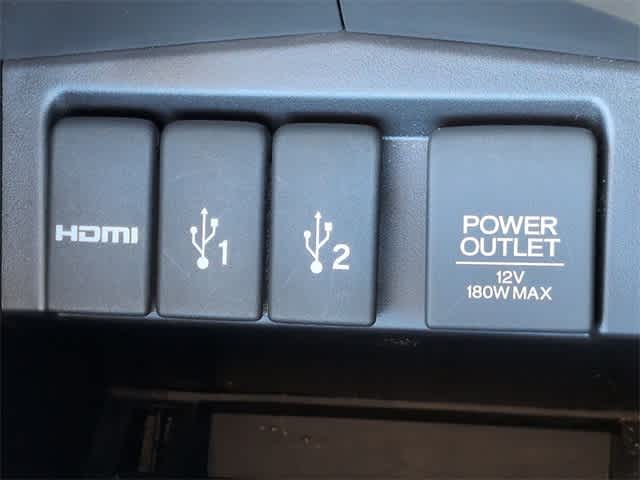 HDMI
1
2
POWER
OUTLET
12V
180W MAX